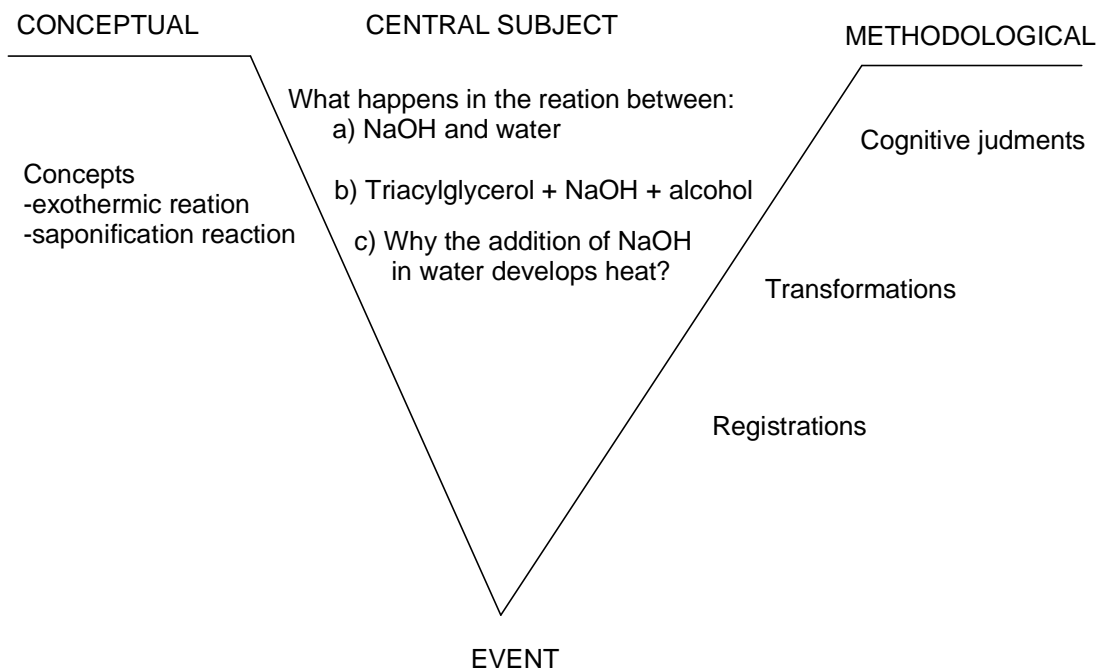 CONCEPTUAL
CENTRAL SUBJECT
METHODOLOGICAL
What happens in the reation between:
a) NaOH and water
b) Triacylglycerol + NaOH + alcohol
c) Why the addition of NaOH
in water develops heat?
Concepts
-exothermic reation
-saponification reaction
Cognitive judments
Transformations
Registrations
EVENT